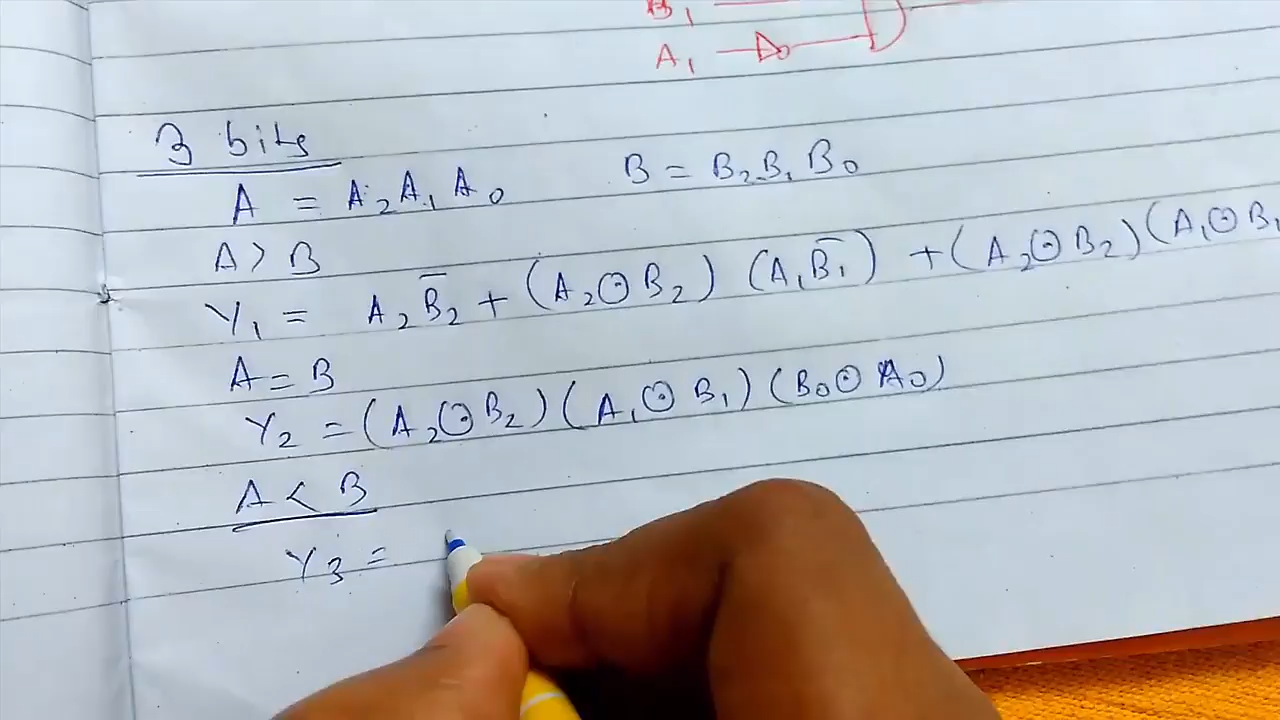 B₁
A₁
3 bits
A = A₂A₁A₀ B = B₂B₁B₀
A > B
Y₁ = A₂B̅₂ + (A₂⊙B₂) (A₁B̅₁) + (A₂⊙B₂)(A₁⊙B₁
A = B
Y₂ = (A₂⊙B₂)(A₁⊙B₁)(B₀⊙A₀)
A < B
Y₃ =